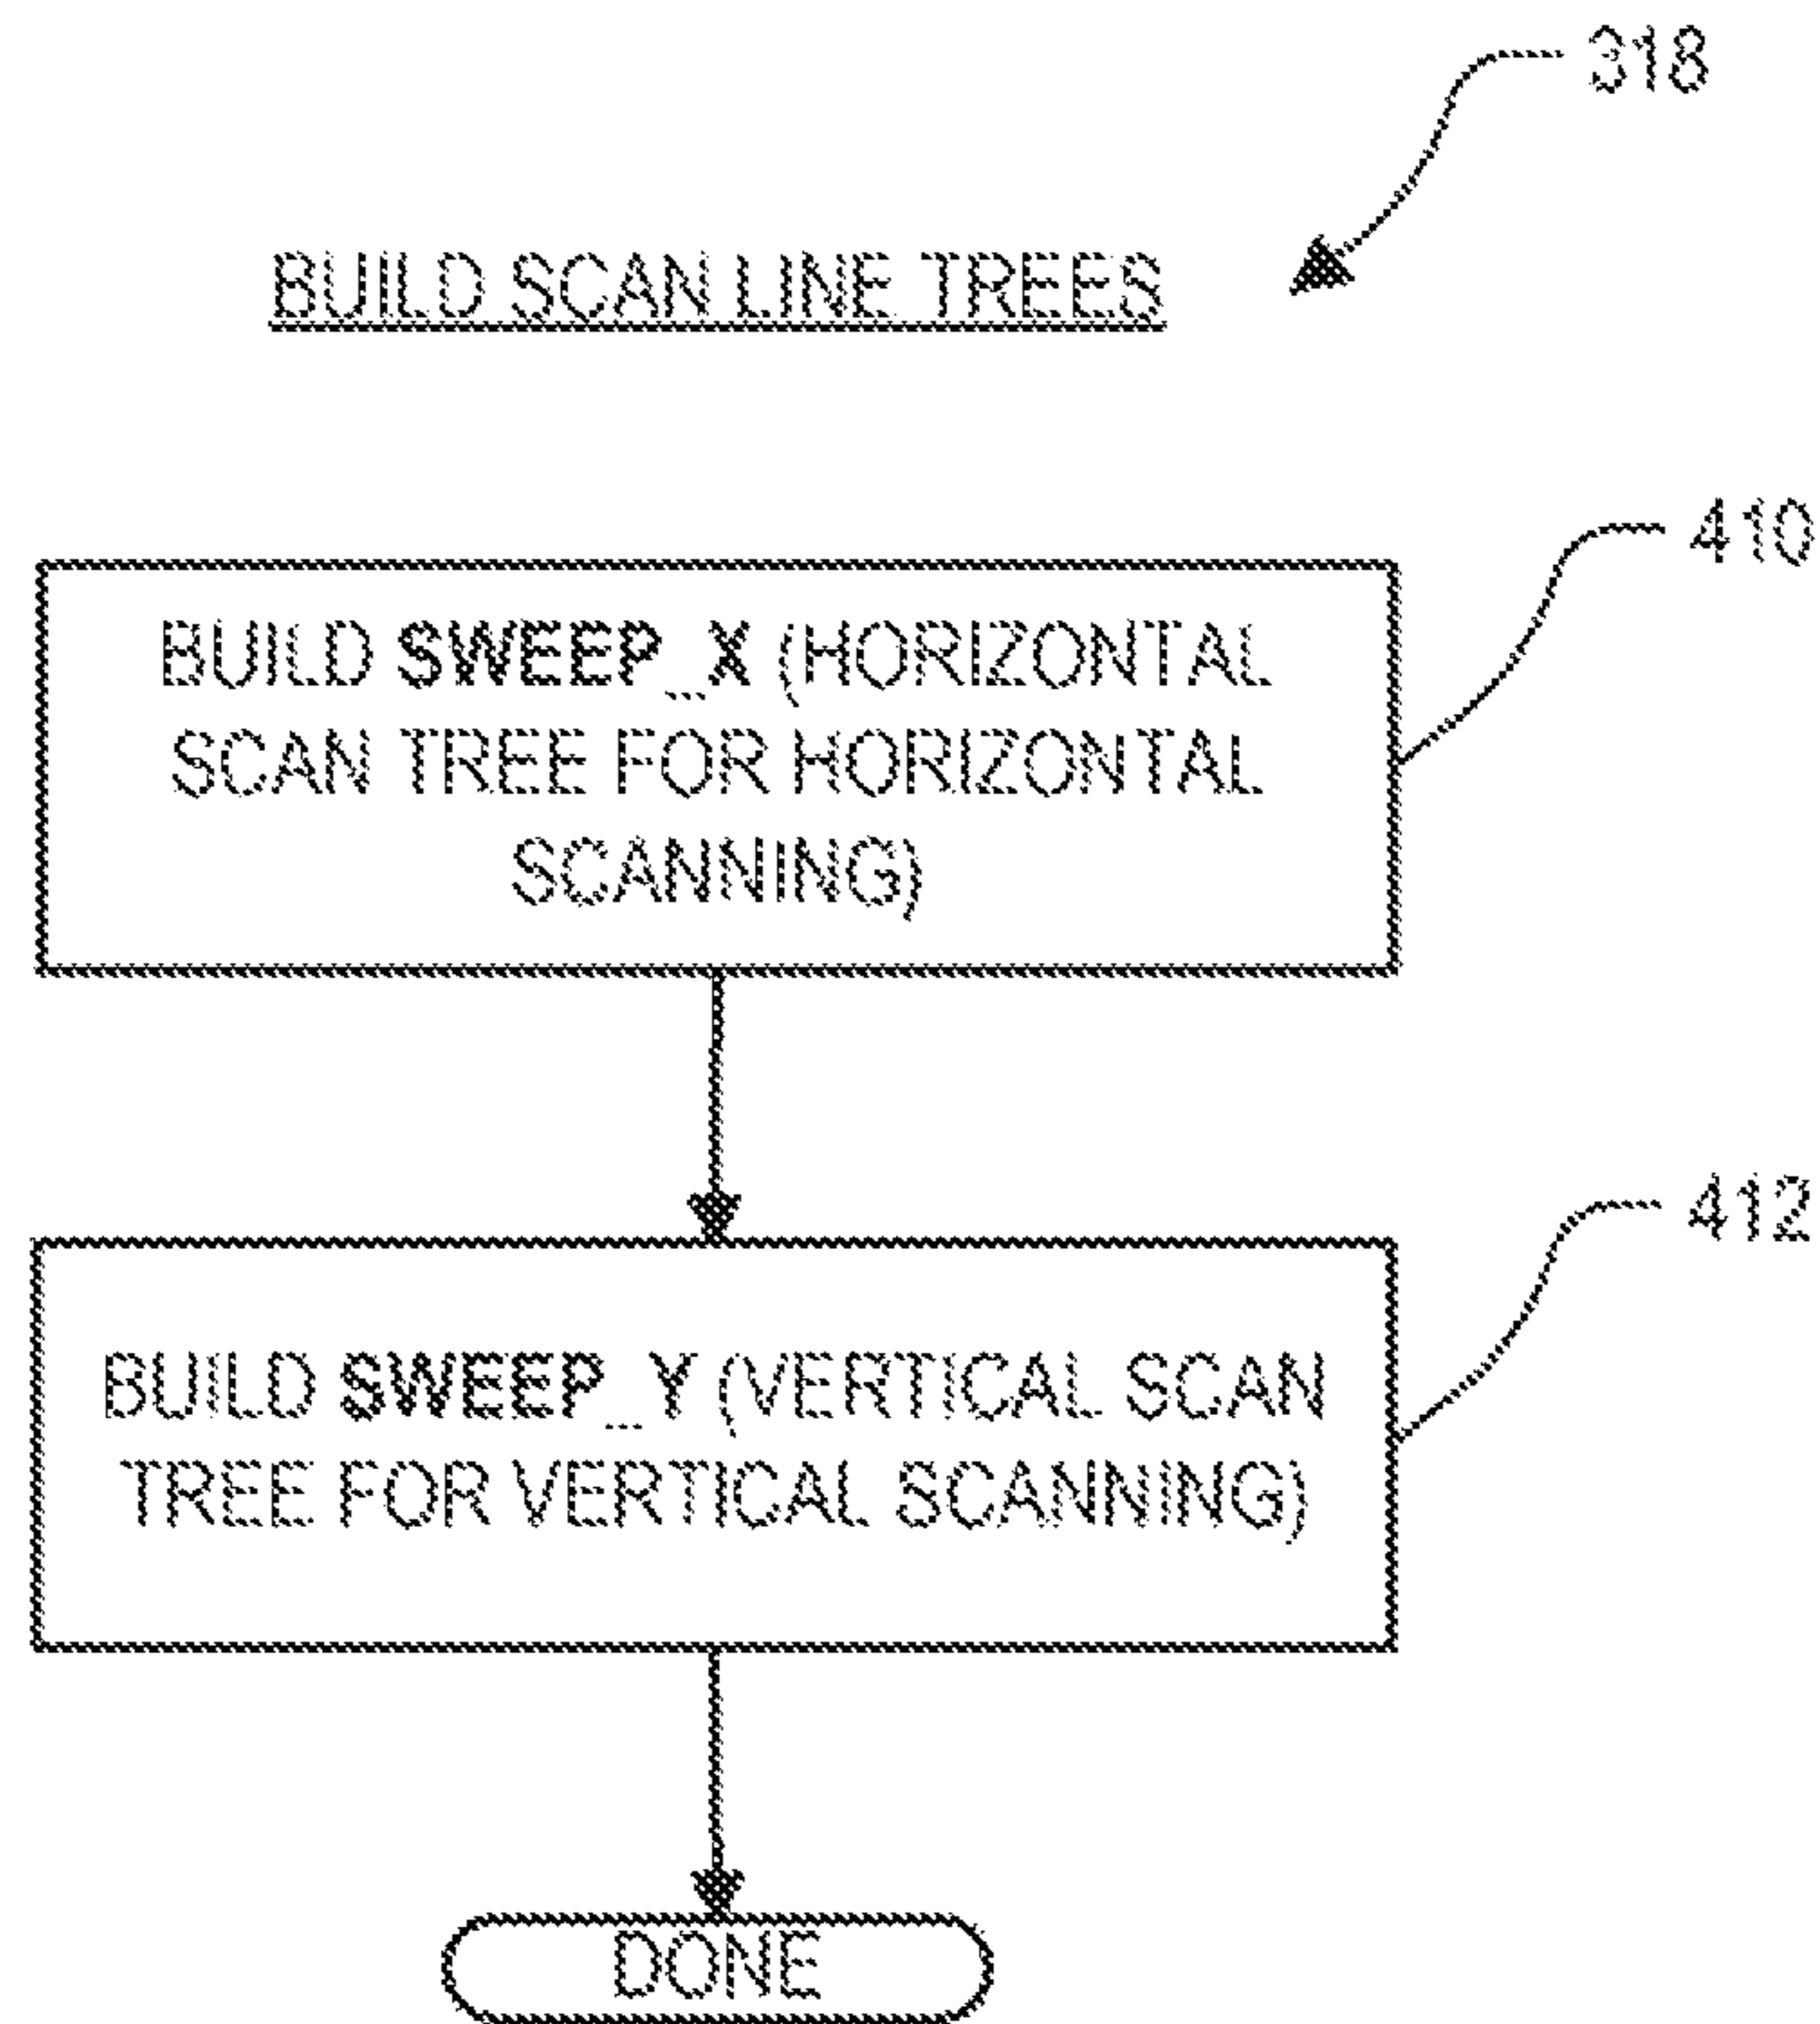 318
BUILD SCAN LINE TREES
410
BUILD SWEEP_X (HORIZONTAL
SCAN TREE FOR HORIZONTAL
SCANNING)
412
BUILD SWEEP_Y (VERTICAL SCAN
TREE FOR VERTICAL SCANNING)
DONE